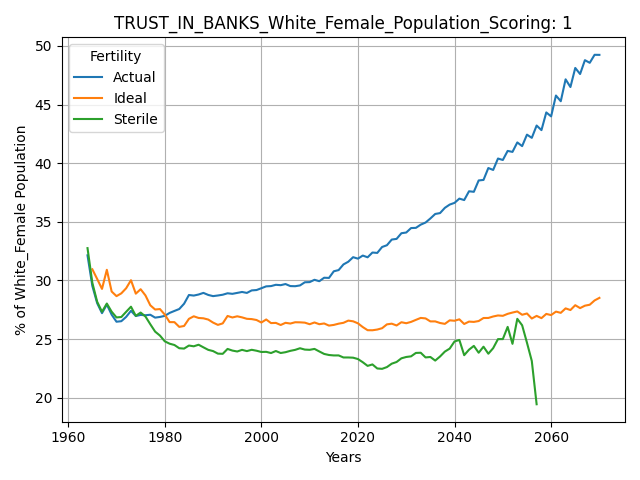 TRUST_IN_BANKS_White_Female_Population_Scoring: 1
Fertility
Actual
Ideal
Sterile
% of White_Female Population
50
45
40
35
30
25
20
1960 1980 2000 2020 2040 2060
Years